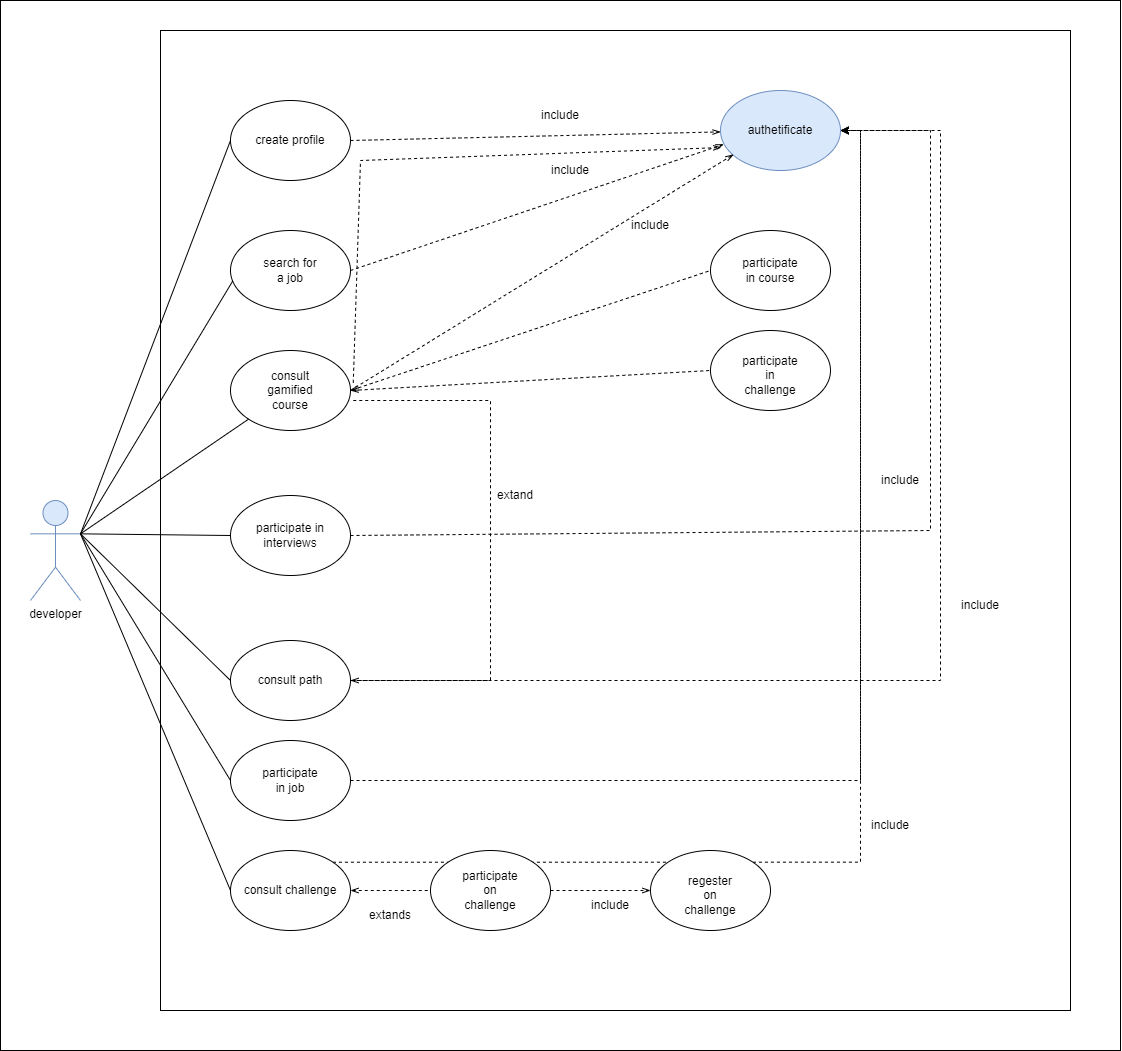 include
authetificate
create profile
include
include
search for
a job
participate
in course
participate
in
challenge
consult
gamified
course
include
extand
participate in
interviews
include
developer
consult path
participate
in job
include
participate
on
challenge
regester
on
challenge
consult challenge
include
extands